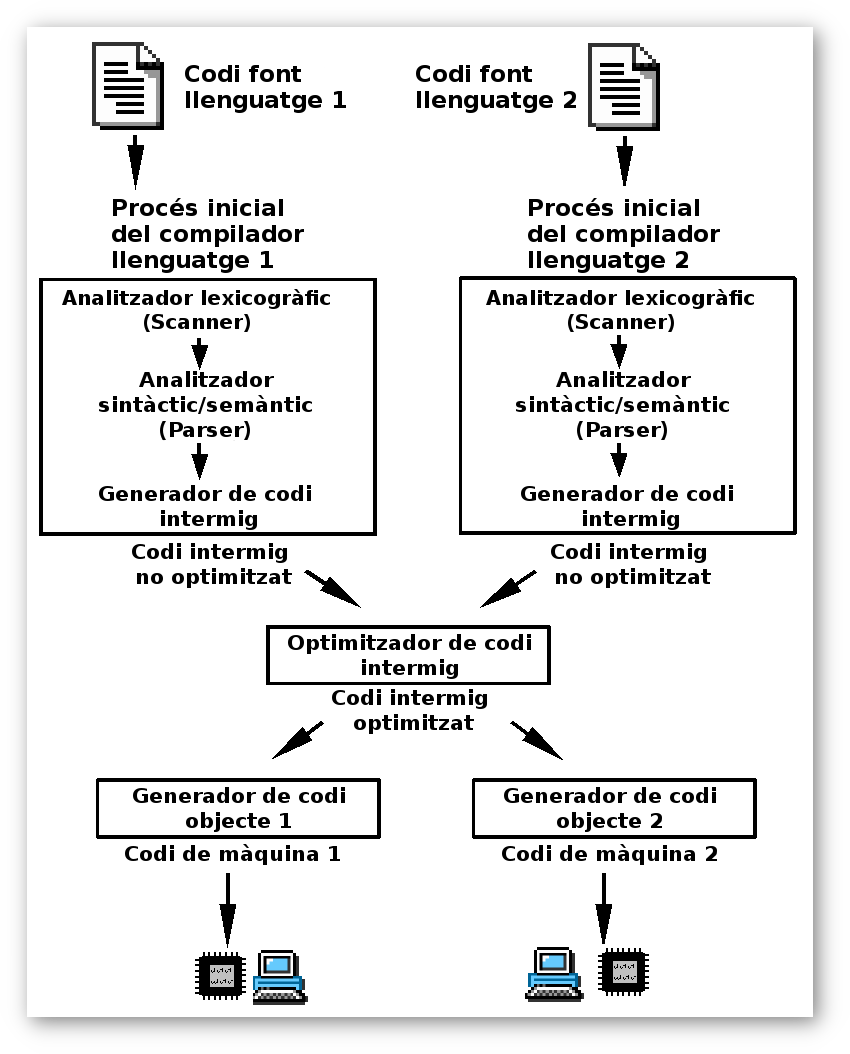 Codi font
llenguatge 1
Codi font
llenguatge 2
Procés inicial
del compilador
llenguatge 1
Procés inicial
del compilador
llenguatge 2
Analitzador lexicogràfic
(Scanner)
Analitzador
sintàctic/semàntic
(Parser)
Generador de codi
intermig
Analitzador lexicogràfic
(Scanner)
Analitzador
sintàctic/semàntic
(Parser)
Generador de codi
intermig
Codi intermig
no optimitzat
Codi intermig
no optimitzat
Optimitzador de codi
intermig
Codi intermig
optimitzat
Generador de codi
objecte 1
Generador de codi
objecte 2
Codi de màquina 1
Codi de màquina 2